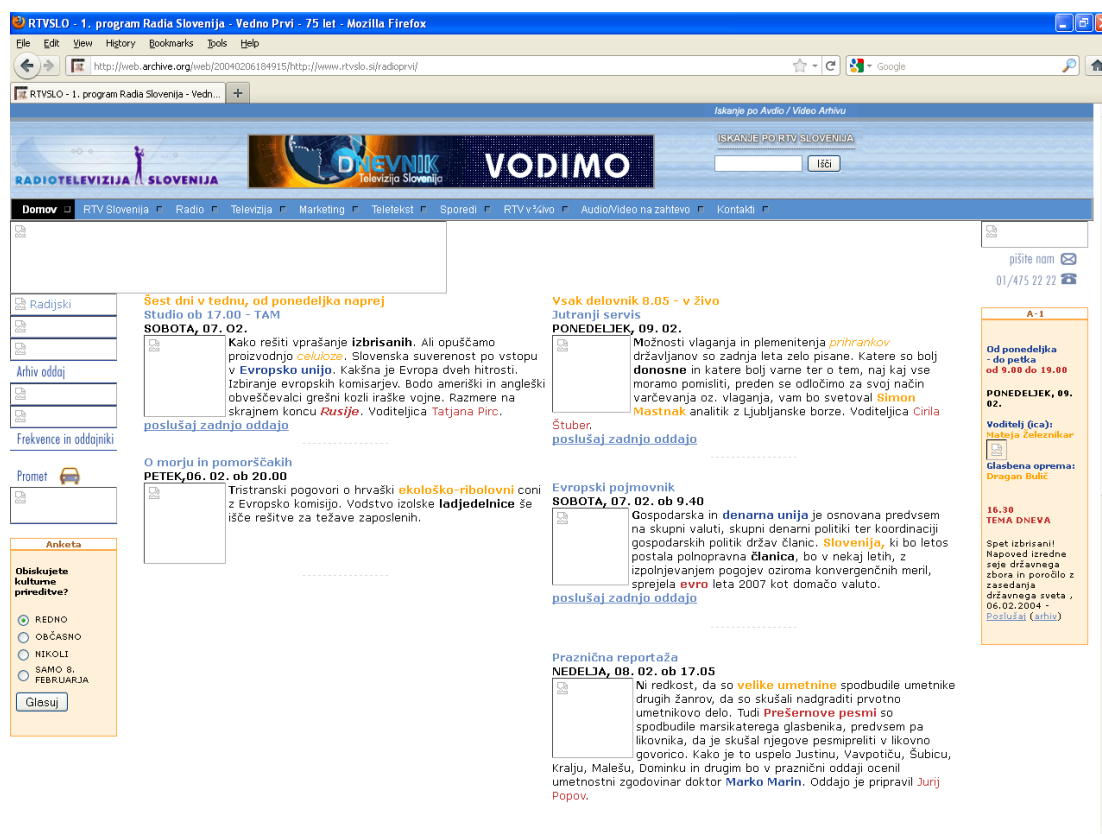 RTVSLO - 1. program Radia Slovenija - Vedno Prvi - 75 let - Mozilla Firefox
File Edit View History Bookmarks Tools Help
http://web.archive.org/web/20040206184915/http://www.rtvslo.si/radioprvi/
Google
RTVSLO - 1. program Radia Slovenija - Vedn...
Iskanje po Avdio / Video Arhivu
ISKANJE PO RTV SLOVENIJA
Išči
RADIOTELEVIZIJA SLOVENIJA
DNEVNIK
Televizija Slovenija
VODIMO
Domov RTV Slovenija Radio Televizija Marketing Teletekst Sporedi RTV v ¾ivo Audio/Video na zahtevo Kontakti
pišite nam
01/475 22 22
Radijski
Arhiv oddaj
Frekvence in oddajniki
Promet
Anketa
Obiskujete
kulturne
prireditve?
REDNO
OBČASNO
NIKOLI
SAMO 8.
FEBRUARJA
Glasuj
Šest dni v tednu, od ponedeljka naprej
Studio ob 17.00 - TAM
SOBOTA, 07. O2.
Kako rešiti vprašanje izbrisanih. Ali opuščamo
proizvodnjo celuloze. Slovenska suverenost po vstopu
v Evropsko unijo. Kakšna je Evropa dveh hitrosti.
Izbiranje evropskih komisarjev. Bodo ameriški in angleški
obveščevalci grešni kozli iraške vojne. Razmere na
skrajnem koncu Rusije. Voditeljica Tatjana Pirc.
poslušaj zadnjo oddajo
O morju in pomorščakih
PETEK,06. 02. ob 20.00
Tristranski pogovori o hrvaški ekološko-ribolovni coni
z Evropsko komisijo. Vodstvo izolske ladjedelnice še
išče rešitve za težave zaposlenih.
Vsak delovnik 8.05 - v živo
Jutranji servis
PONEDELJEK, 09. 02.
Možnosti vlaganja in plemenitenja prihrankov
državljanov so zadnja leta zelo pisane. Katere so bolj
donosne in katere bolj varne ter o tem, naj kaj vse
moramo pomisliti, preden se odločimo za svoj način
varčevanja oz. vlaganja, vam bo svetoval Simon
Mastnak analitik z Ljubljanske borze. Voditeljica Cirila
Štuber.
poslušaj zadnjo oddajo
Evropski pojmovnik
SOBOTA, 07. 02. ob 9.40
Gospodarska in denarna unija je osnovana predvsem
na skupni valuti, skupni denarni politiki ter koordinaciji
gospodarskih politik držav članic. Slovenija, ki bo letos
postala polnopravna članica, bo v nekaj letih, z
izpolnjevanjem pogojev oziroma konvergenčnih meril,
sprejela evro leta 2007 kot domačo valuto.
poslušaj zadnjo oddajo
Praznična reportaža
NEDELJA, 08. 02. ob 17.05
Ni redkost, da so velike umetnine spodbudile umetnike
drugih žanrov, da so skušali nadgraditi prvotno
umetnikovo delo. Tudi Prešernove pesmi so
spodbudile marsikaterega glasbenika, predvsem pa
likovnika, da je skušal njegove pesmipreliti v likovno
govorico. Kako je to uspelo Justinu, Vavpotiču, Šubicu,
Kralju, Malešu, Dominku in drugim bo v praznični oddaji ocenil
umetnostni zgodovinar doktor Marko Marin. Oddajo je pripravil Jurij
Popov.
A-1
Od ponedeljka
- do petka
od 9.00 do 19.00
PONEDELJEK, 09.
02.
Voditelj (ica):
Mateja Železnikar
Glasbena oprema:
Dragan Bulič
16.30
TEMA DNEVA
Spet izbrisani!
Napoved izredne
seje državnega
zbora in poročilo z
zasedanja
državnega sveta ,
06.02.2004 -
Poslušaj (arhiv)